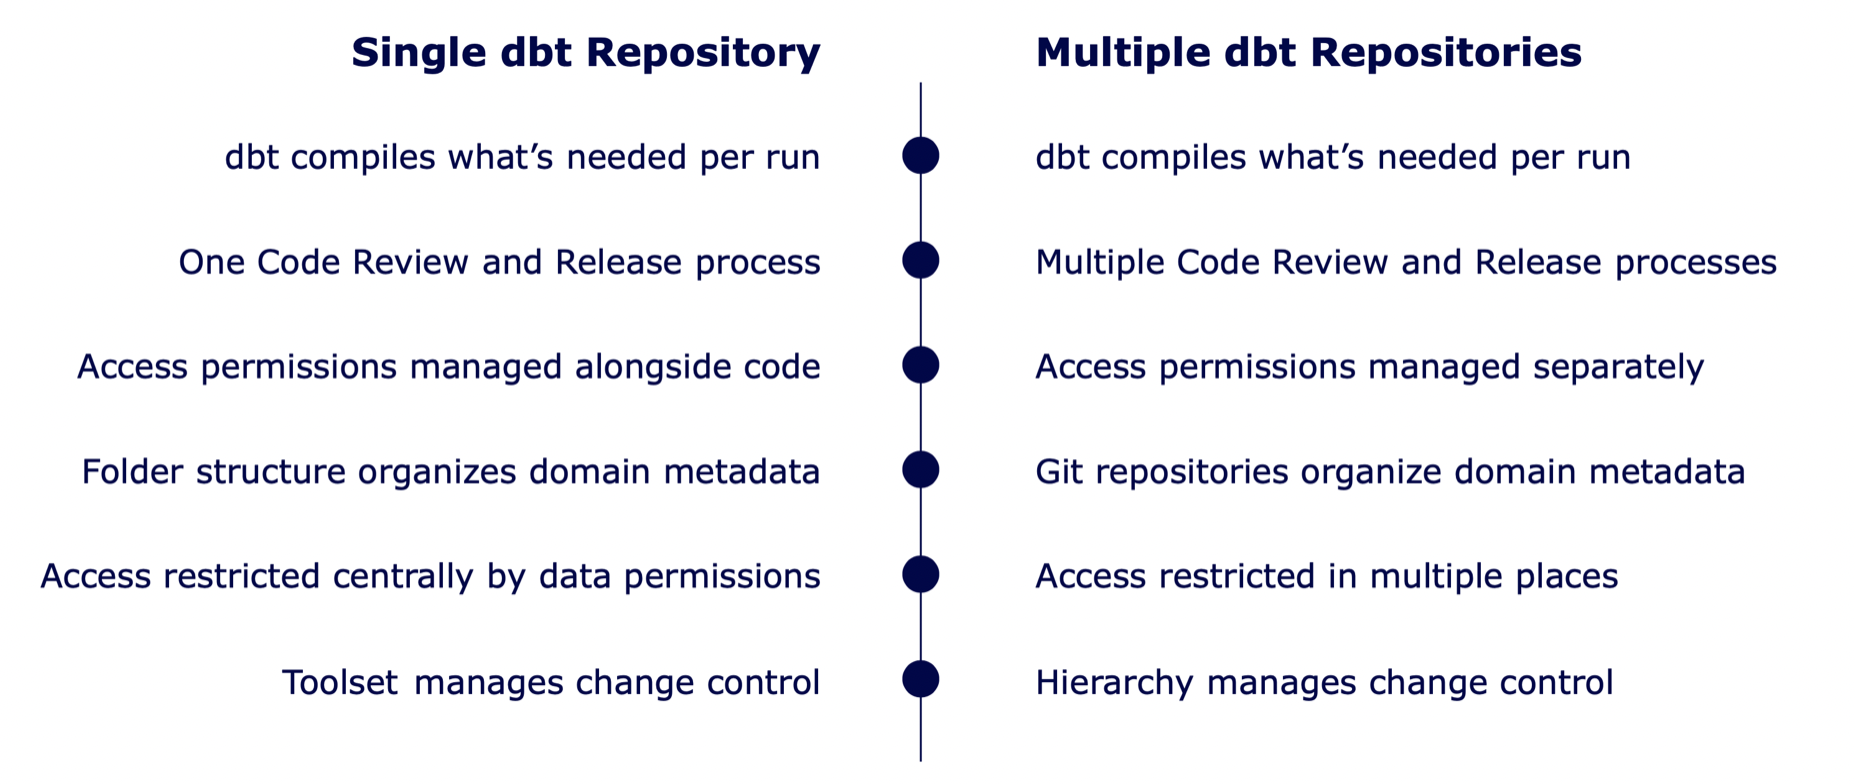 Single dbt Repository
Multiple dbt Repositories
dbt compiles what’s needed per run
dbt compiles what’s needed per run
One Code Review and Release process
Multiple Code Review and Release processes
Access permissions managed alongside code
Access permissions managed separately
Folder structure organizes domain metadata
Git repositories organize domain metadata
Access restricted centrally by data permissions
Access restricted in multiple places
Toolset manages change control
Hierarchy manages change control